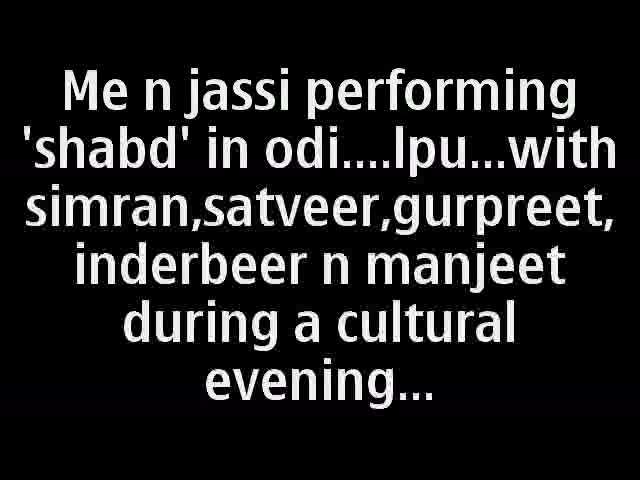 Me n jassi performing
'shabd' in odi....lpu...with
simran,satveer,gurpreet,
inderbeer n manjeet
during a cultural
evening...